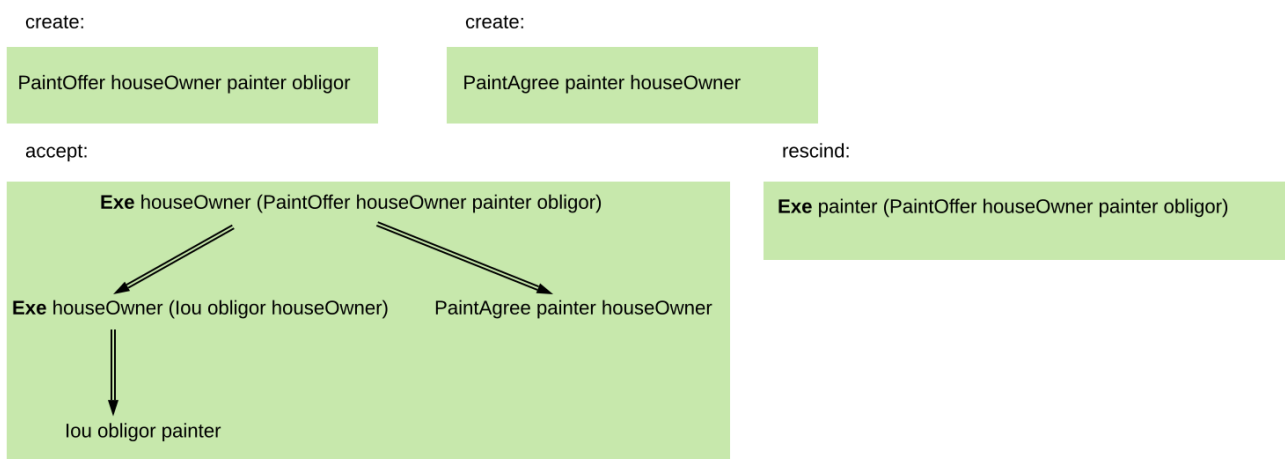 create:
create:
PaintOffer houseOwner painter obligor
PaintAgree painter houseOwner
accept:
rescind:
Exe houseOwner (PaintOffer houseOwner painter obligor)
Exe painter (PaintOffer houseOwner painter obligor)
Exe houseOwner (Iou obligor houseOwner)
PaintAgree painter houseOwner
Iou obligor painter